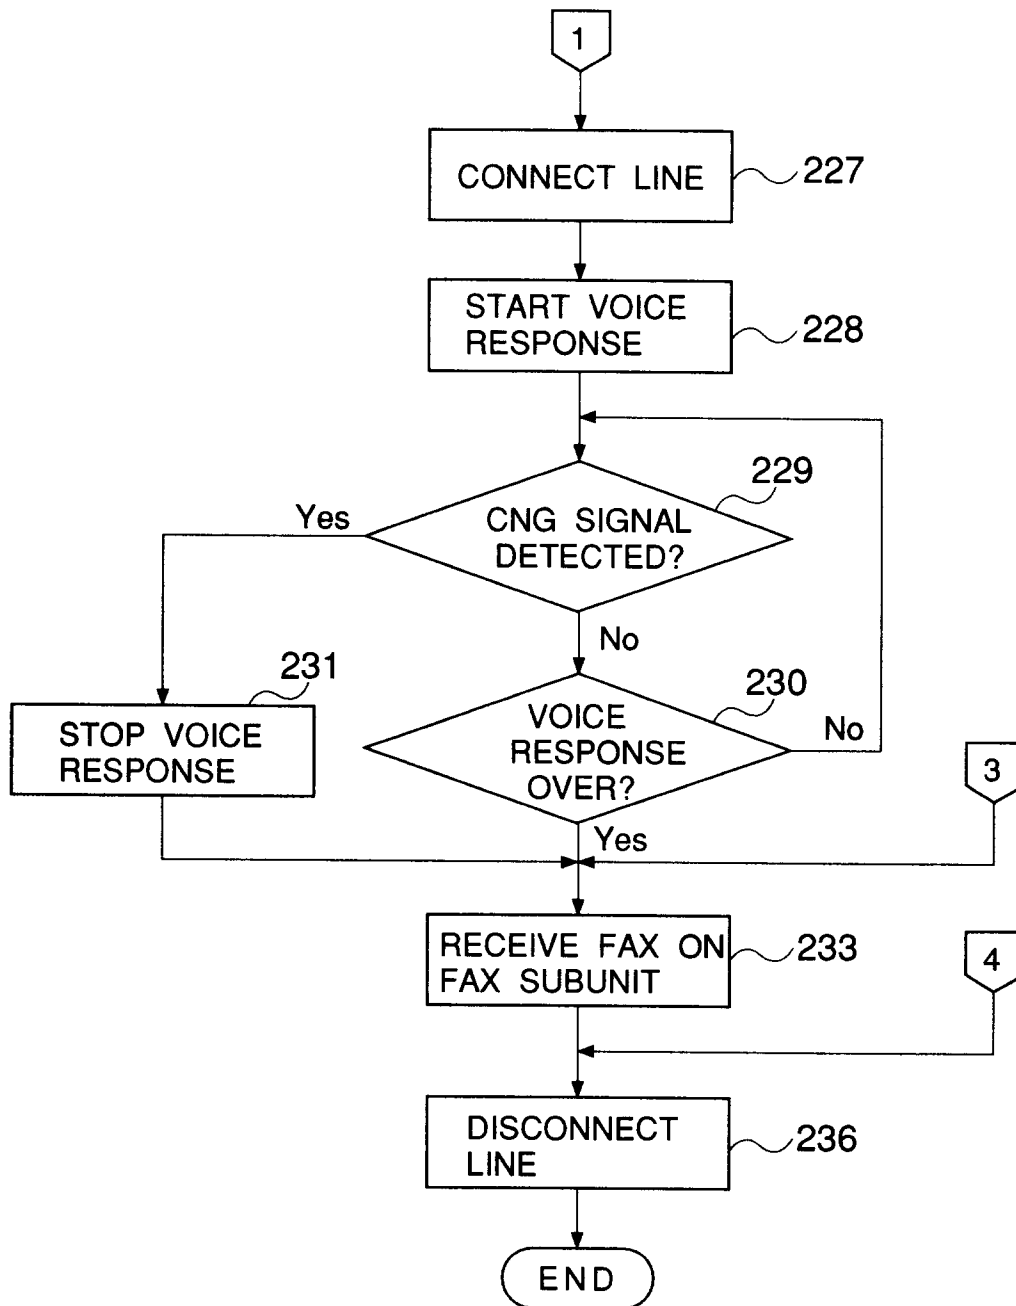 1
CONNECT LINE
227
START VOICE
RESPONSE
228
229
Yes
CNG SIGNAL
DETECTED?
No
231
230
STOP VOICE
RESPONSE
VOICE
RESPONSE
OVER?
No
3
Yes
RECEIVE FAX ON
FAX SUBUNIT
233
4
DISCONNECT
LINE
236
END